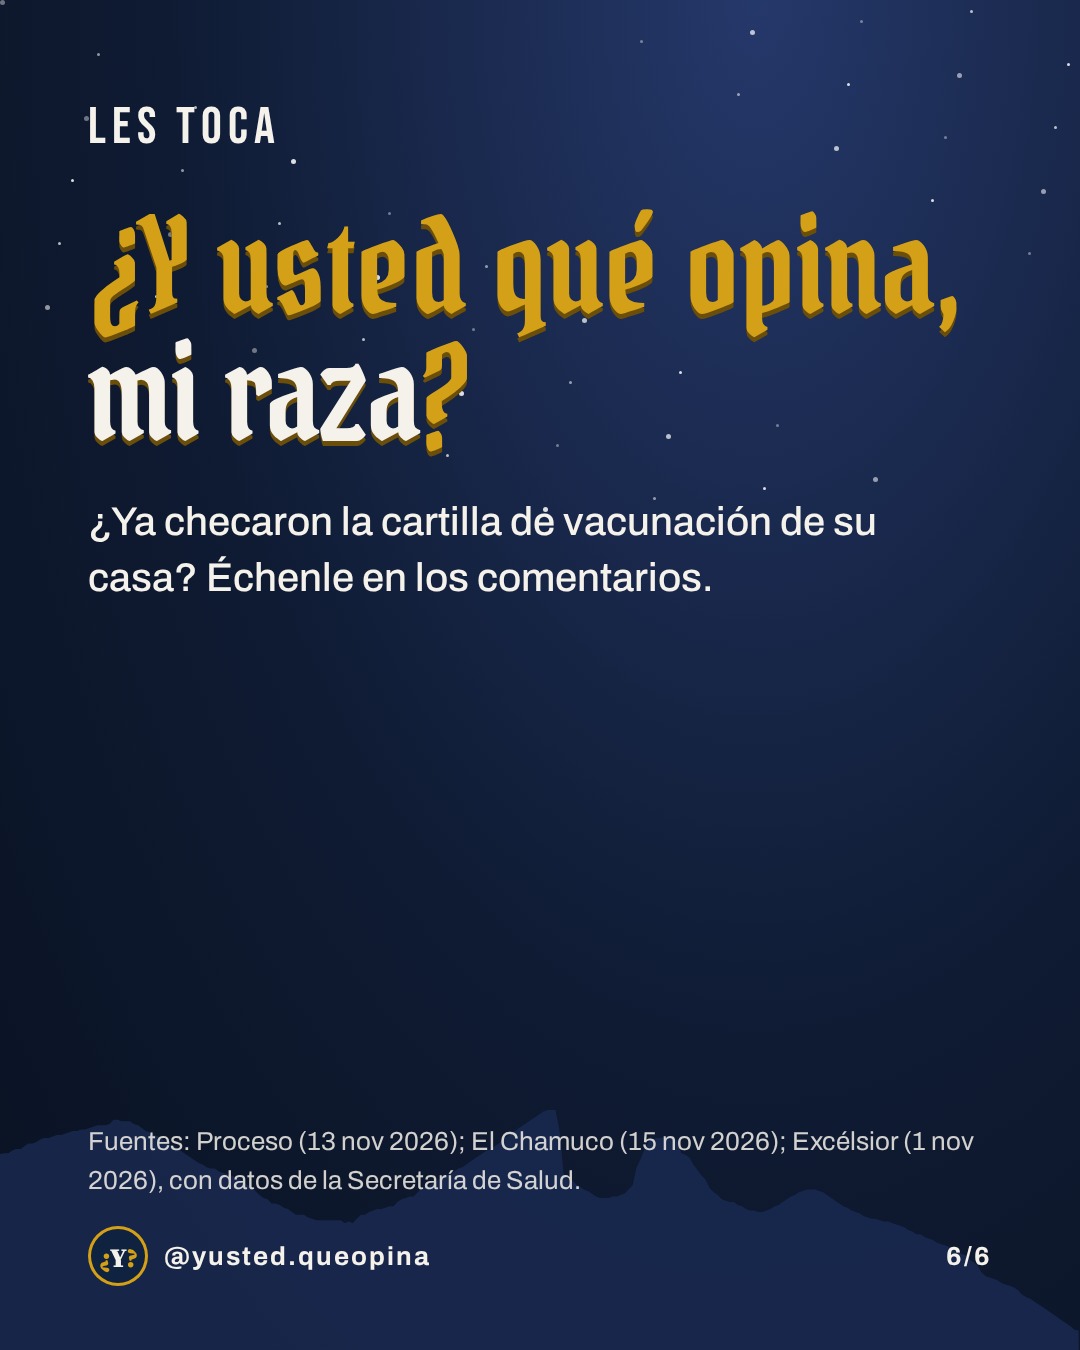 LES TOCA
¿Y usted qué opina,
mi raza?
¿Ya checaron la cartilla de vacunación de su
casa? Échenle en los comentarios.
Fuentes: Proceso (13 nov 2026); El Chamuco (15 nov 2026); Excélsior (1 nov
2026), con datos de la Secretaría de Salud.
¿Y?
@yusted.queopina
6/6